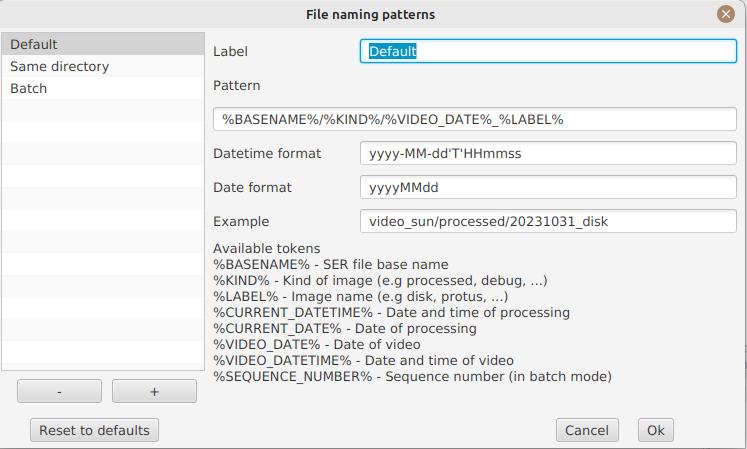 File naming patterns
Default
Same directory
Batch
-
+
Label
Default
Pattern
%BASENAME%/%KIND%/%VIDEO_DATE%_%LABEL%
Datetime format
yyyy-MM-dd'T'HHmmss
Date format
yyyyMMdd
Example
video_sun/processed/20231031_disk
Available tokens
%BASENAME% - SER file base name
%KIND% - Kind of image (e.g processed, debug, ...)
%LABEL% - Image name (e.g disk, protus, ...)
%CURRENT_DATETIME% - Date and time of processing
%CURRENT_DATE% - Date of processing
%VIDEO_DATE% - Date of video
%VIDEO_DATETIME% - Date and time of video
%SEQUENCE_NUMBER% - Sequence number (in batch mode)
Reset to defaults
Cancel
Ok